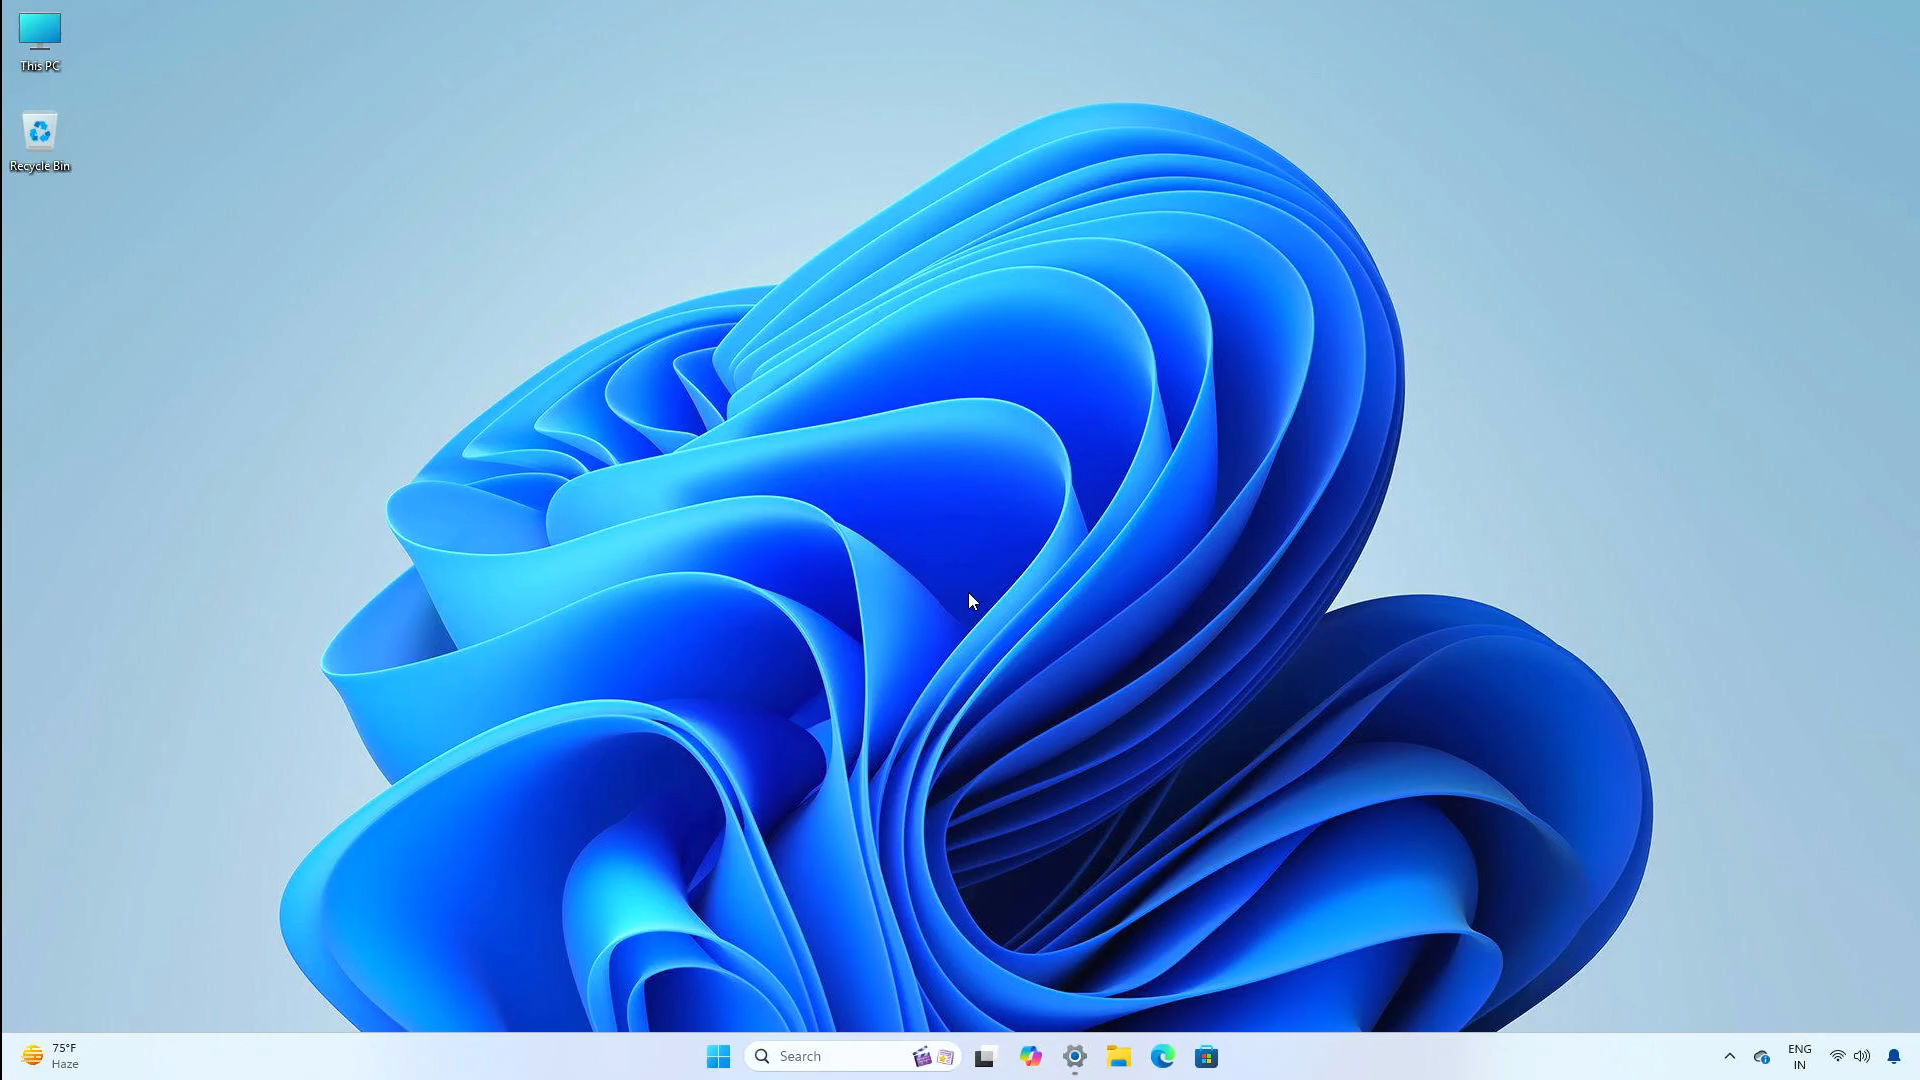 This PC
Recycle Bin
75°F
Haze
Search
ENG
IN